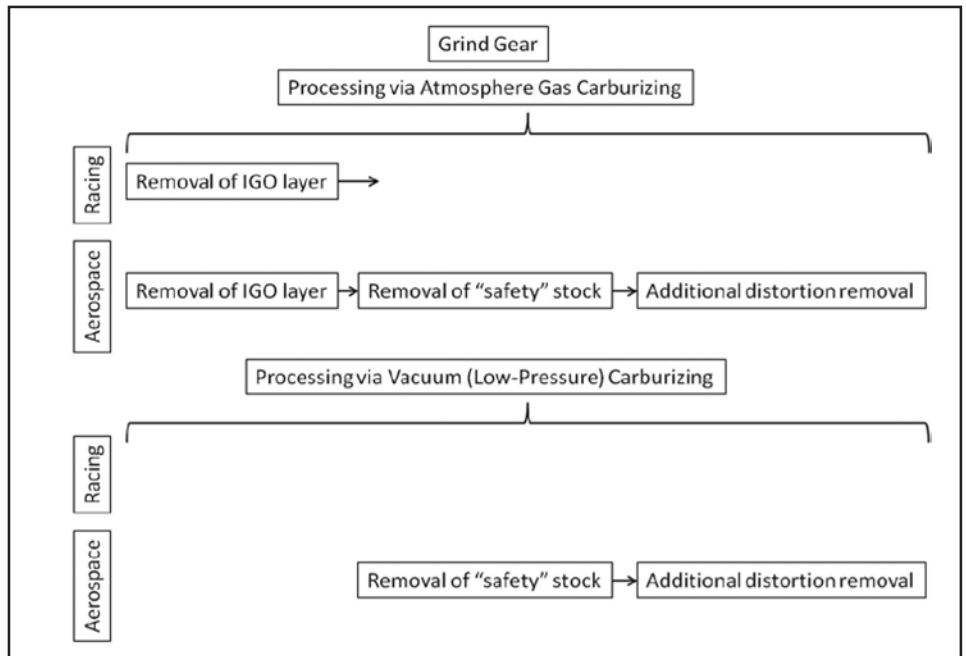 Grind Gear
Processing via Atmosphere Gas Carburizing
Racing
Removal of IGO layer
Aerospace
Removal of IGO layer
Removal of “safety” stock
Additional distortion removal
Processing via Vacuum (Low-Pressure) Carburizing
Racing
Aerospace
Removal of “safety” stock
Additional distortion removal